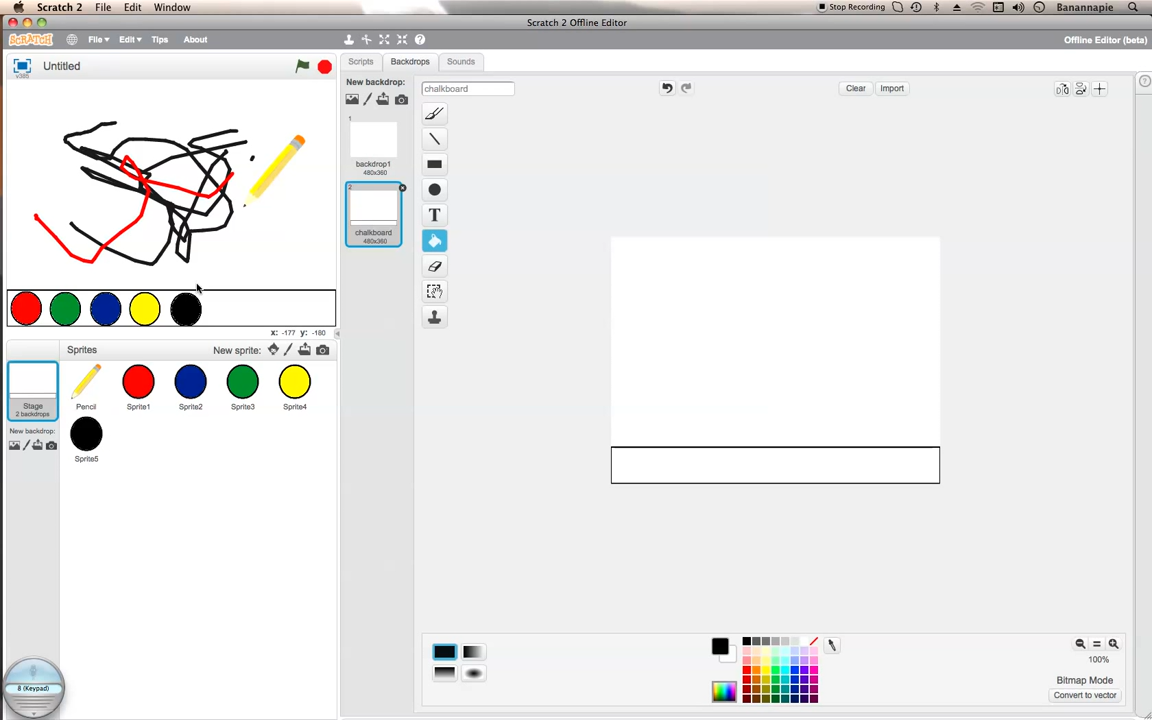 Scratch 2 File Edit Window Stop Recording Banannapie
Scratch 2 Offline Editor
SCRATCH File Edit Tips About Offline Editor (beta)
Untitled
v385
Scripts Backdrops Sounds
New backdrop:
chalkboard
Clear Import
1
backdrop1
480x360
2
chalkboard
480x360
x: -177 y: -180
Sprites New sprite:
Stage
2 backdrops
New backdrop:
Pencil Sprite1 Sprite2 Sprite3 Sprite4
Sprite5
T
100%
Bitmap Mode
Convert to vector
8 (Keypad)